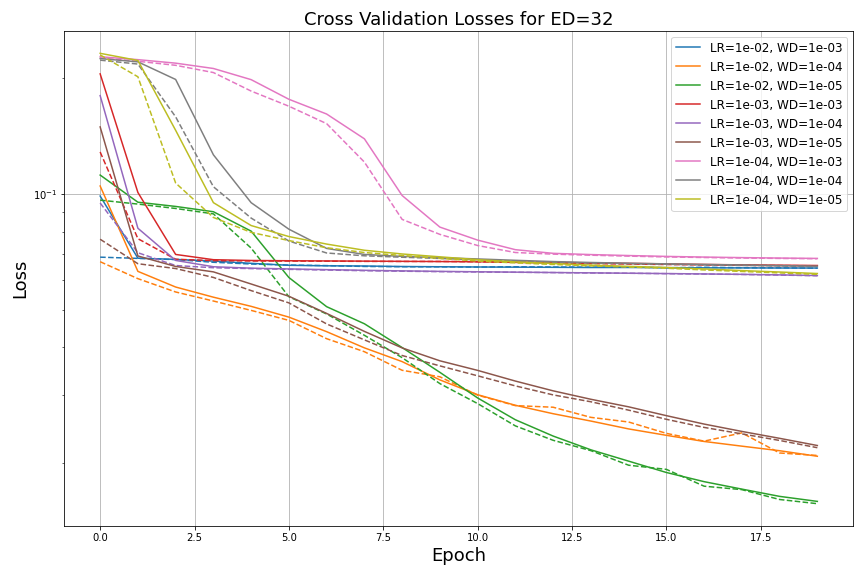 Cross Validation Losses for ED=32
LR=1e-02, WD=1e-03
LR=1e-02, WD=1e-04
LR=1e-02, WD=1e-05
LR=1e-03, WD=1e-03
LR=1e-03, WD=1e-04
LR=1e-03, WD=1e-05
LR=1e-04, WD=1e-03
LR=1e-04, WD=1e-04
LR=1e-04, WD=1e-05
Loss
10⁻¹
0.0 2.5 5.0 7.5 10.0 12.5 15.0 17.5
Epoch